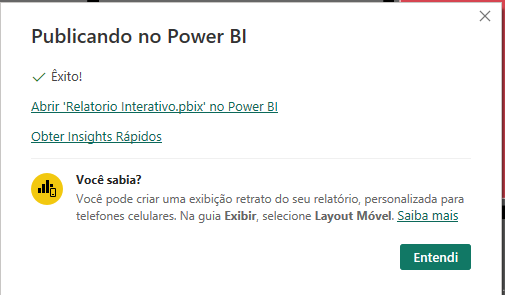 Publicando no Power BI
Êxito!
Abrir 'Relatorio Interativo.pbix' no Power BI
Obter Insights Rápidos
Você sabia?
Você pode criar uma exibição retrato do seu relatório, personalizada para
telefones celulares. Na guia Exibir, selecione Layout Móvel. Saiba mais
Entendi